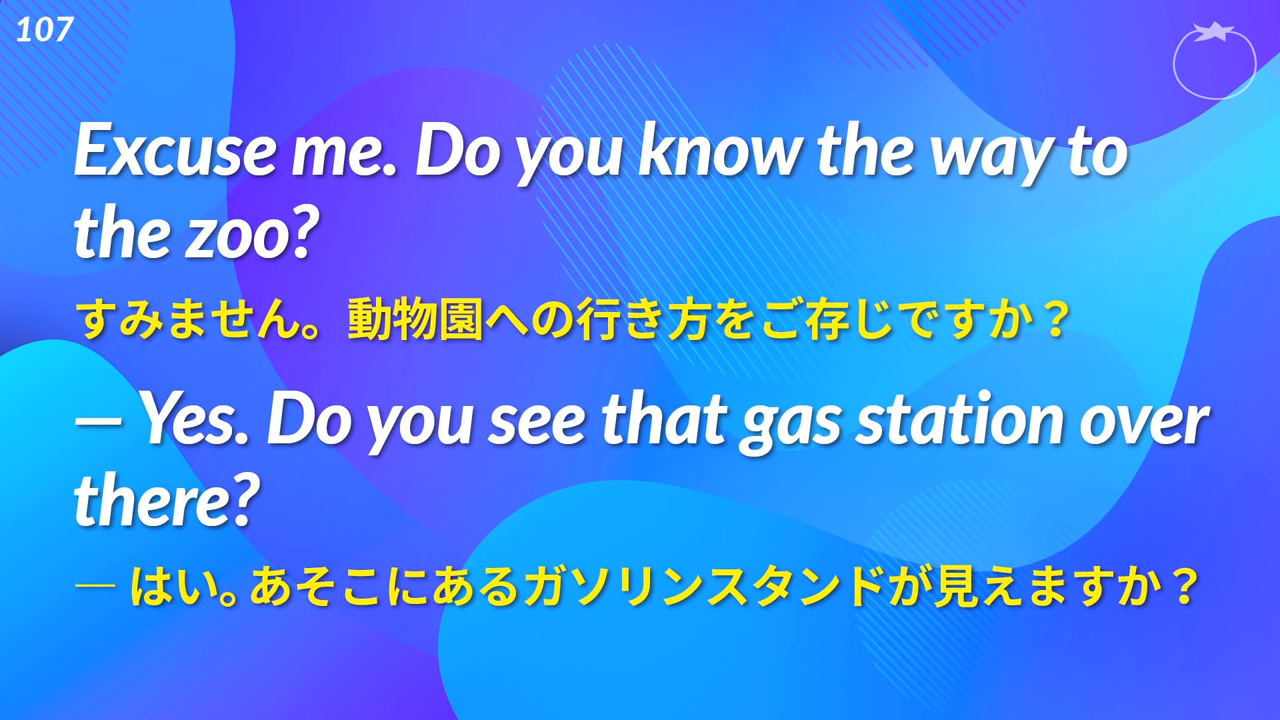 107
Excuse me. Do you know the way to
the zoo?
すみません。動物園への行き方をご存じですか？
— Yes. Do you see that gas station over
there?
― はい。あそこにあるガソリンスタンドが見えますか？